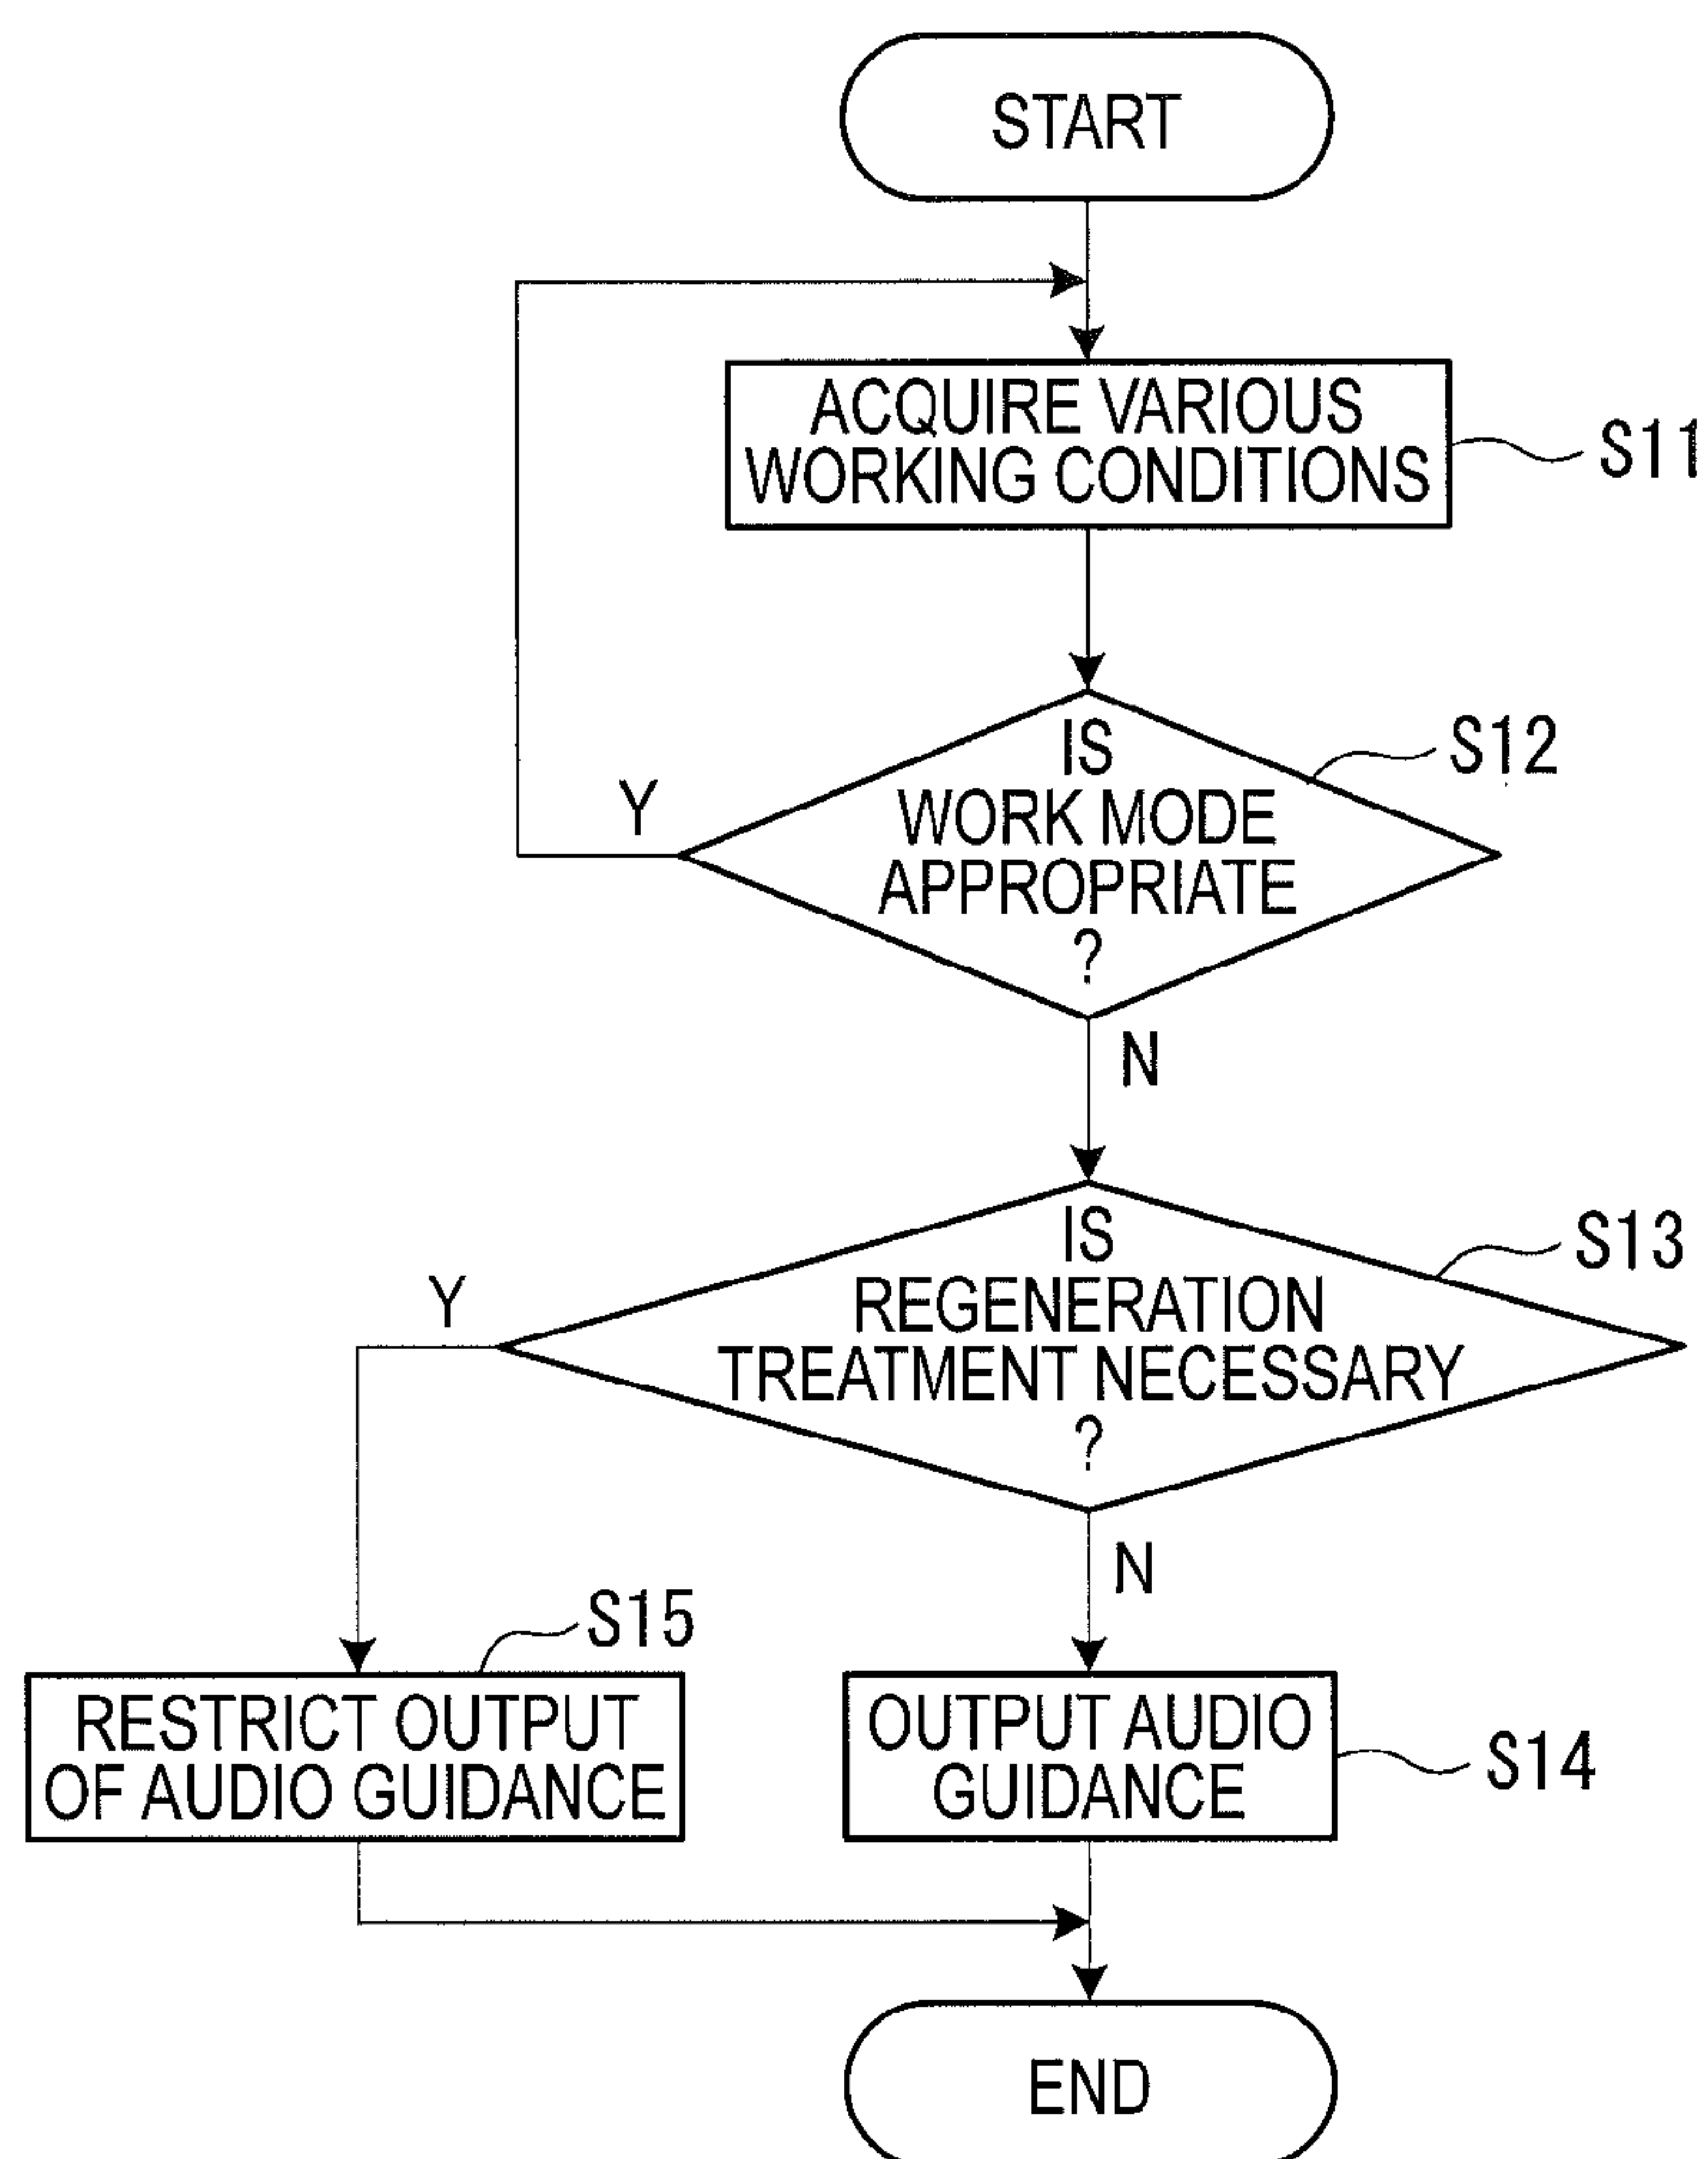 START
ACQUIRE VARIOUS
WORKING CONDITIONS
S11
IS
WORK MODE
APPROPRIATE
?
S12
Y
N
IS
REGENERATION
TREATMENT NECESSARY
?
S13
Y
N
RESTRICT OUTPUT
OF AUDIO GUIDANCE
S15
OUTPUT AUDIO
GUIDANCE
S14
END